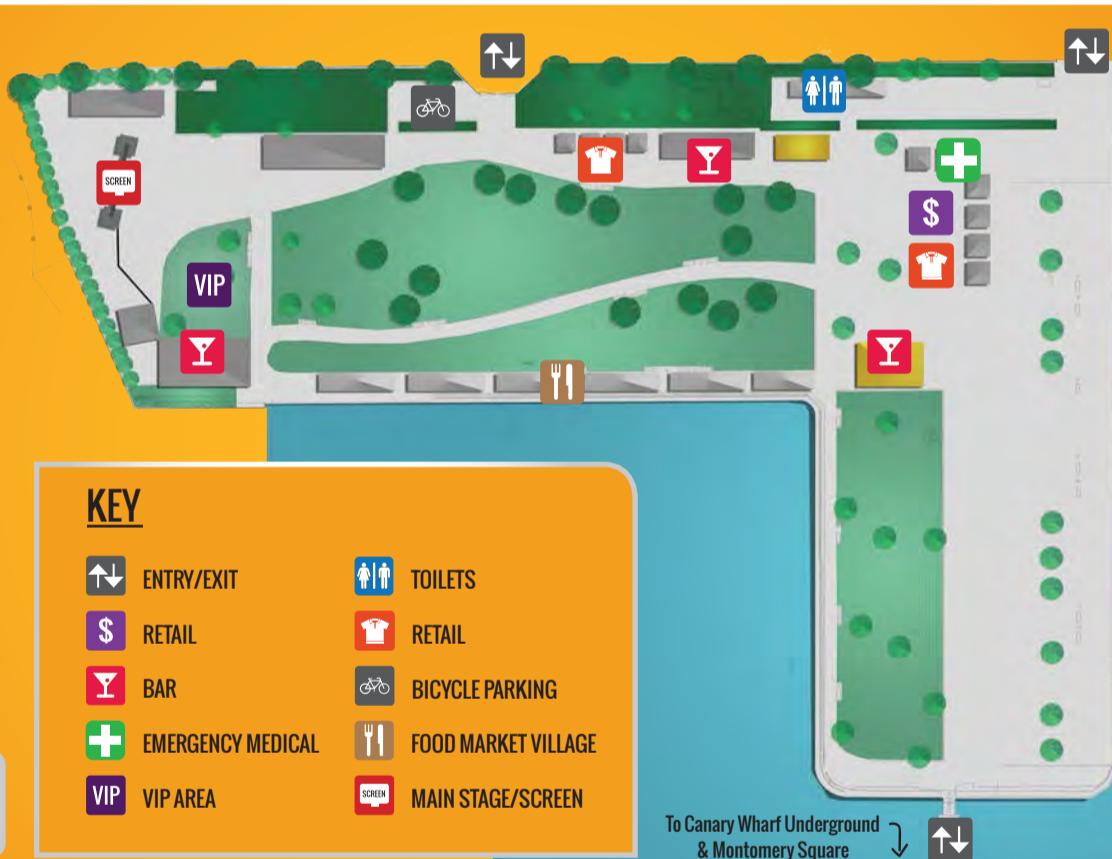 SCREEN
VIP
$
KEY
ENTRY/EXIT
TOILETS
$ RETAIL
RETAIL
BAR
BICYCLE PARKING
EMERGENCY MEDICAL
FOOD MARKET VILLAGE
VIP VIP AREA
SCREEN MAIN STAGE/SCREEN
To Canary Wharf Underground
& Montomery Square